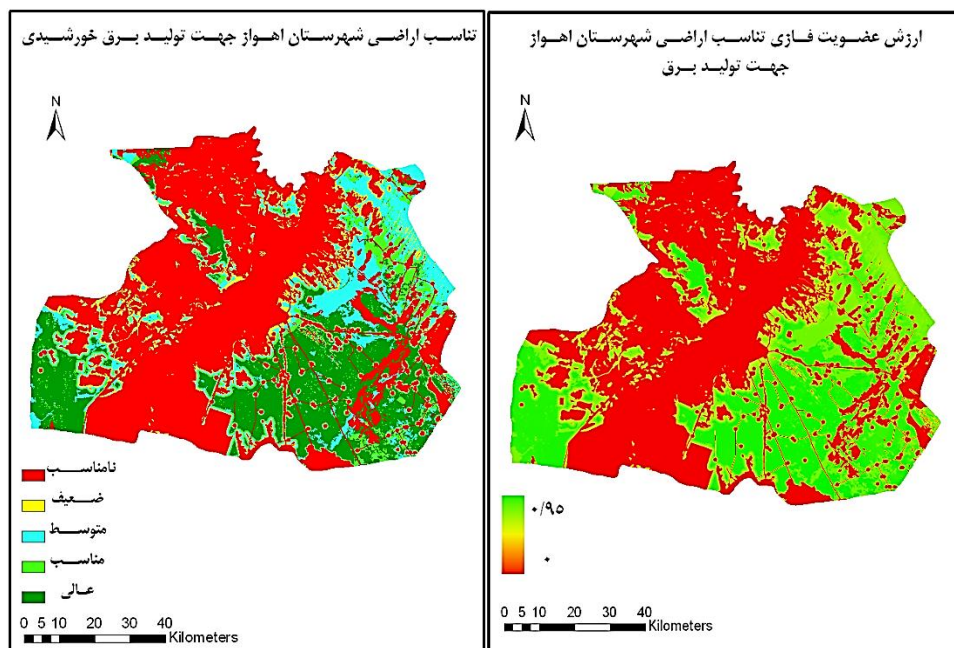 تناسب اراضی شهرستان اهواز جهت تولید برق خورشیدی
N
نامناسب
ضعیف
متوسط
مناسب
عالی
0 5 10 20 30 40
Kilometers
ارزش عضویت فازی تناسب اراضی شهرستان اهواز
جهت تولید برق
N
۰/۹۵
۰
0 5 10 20 30 40
Kilometers